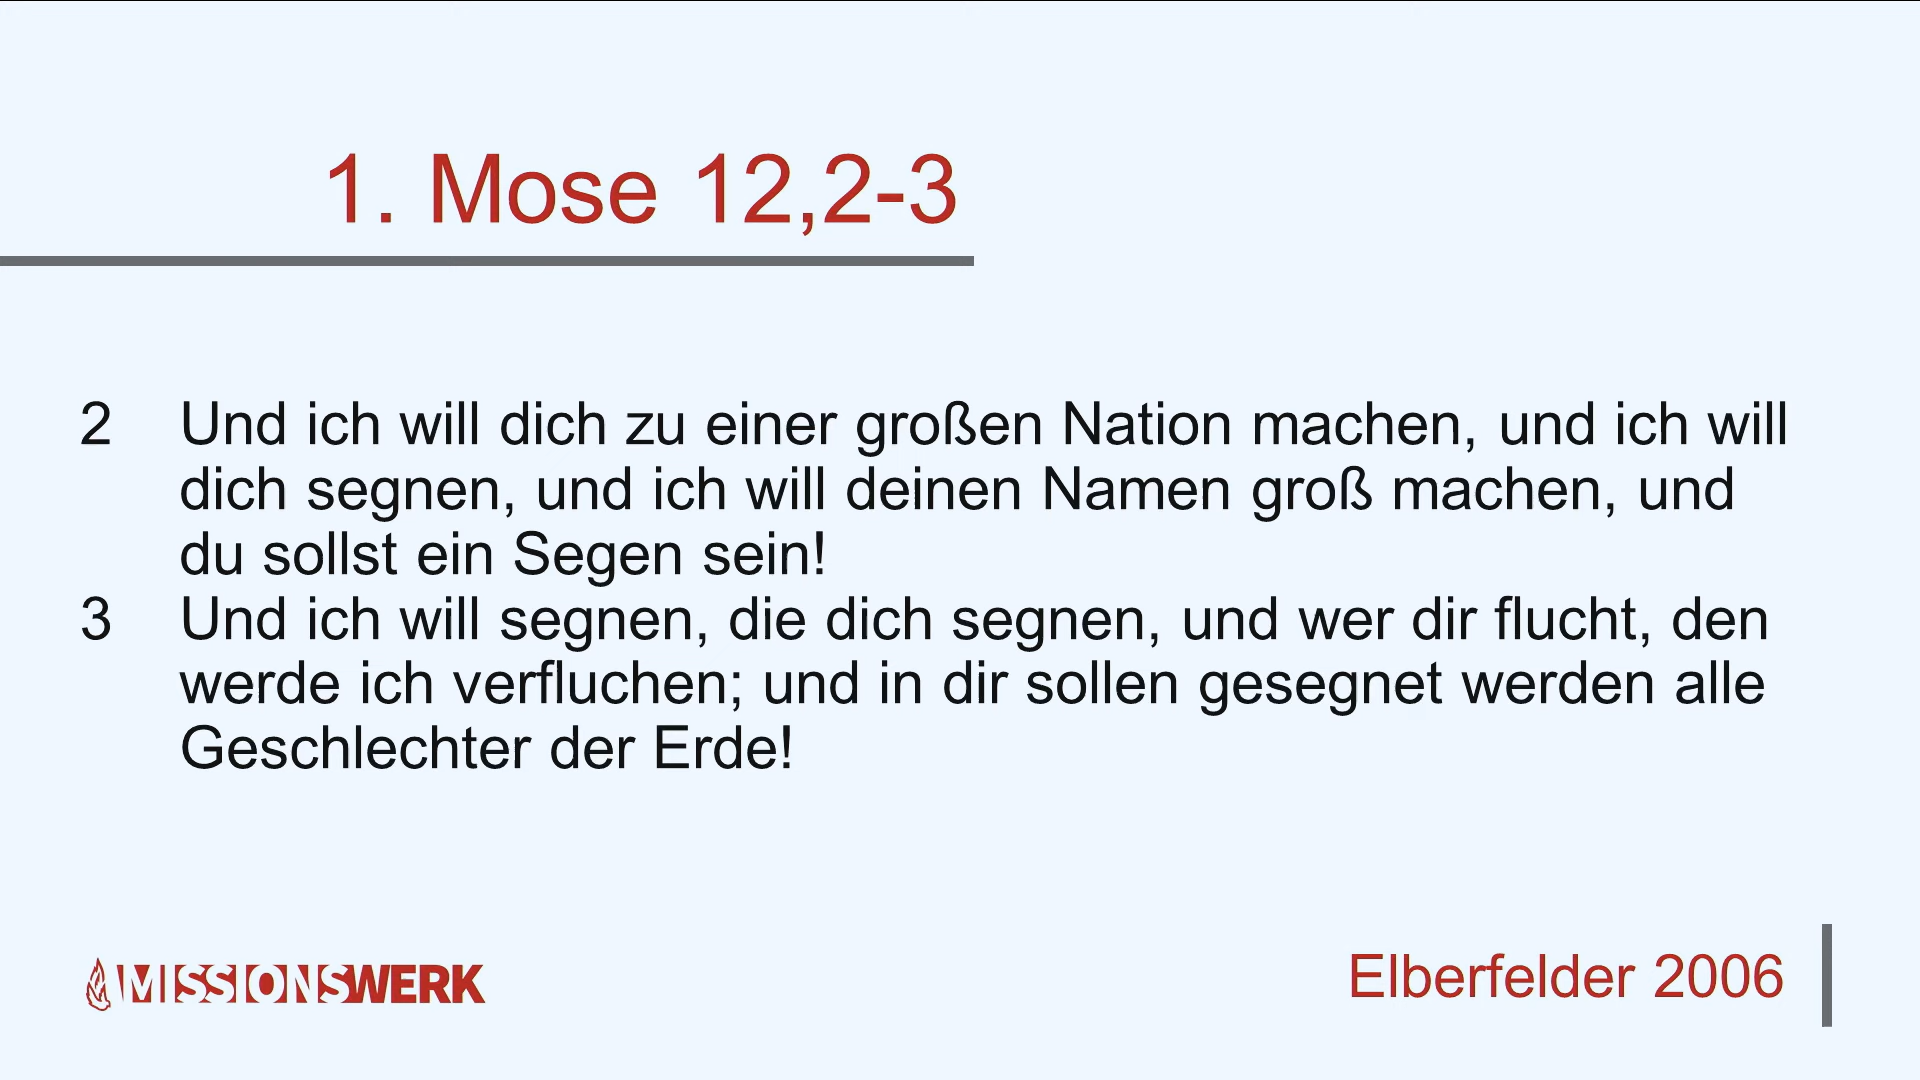 1. Mose 12,2-3
2 Und ich will dich zu einer großen Nation machen, und ich will
dich segnen, und ich will deinen Namen groß machen, und
du sollst ein Segen sein!
3 Und ich will segnen, die dich segnen, und wer dir flucht, den
werde ich verfluchen; und in dir sollen gesegnet werden alle
Geschlechter der Erde!
MISSIONSWERK
Elberfelder 2006